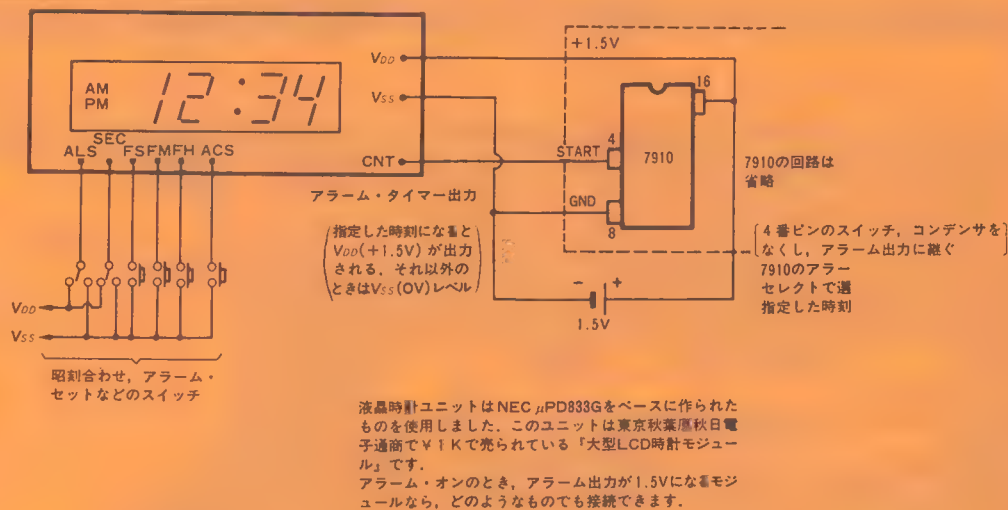 AM
PM
12:34
SEC
ALS FS FM FH ACS
VDD
VSS
CNT
VDD
VSS
昭刻合わせ，アラーム・
セットなどのスイッチ
アラーム・タイマー出力
指定した時刻にな と
VDD(+1.5V)が出力
される．それ以外の
ときはVSS(0V)レベル
+1.5V
16
4
START
7910
GND
8
- +
1.5V
7910の回路は
省略
4番ピンのスイッチ，コンデンサを
なくし，アラーム出力に継ぐ
7910のアラー
セレクトで選
指定した時刻
液晶時計ユニットはNEC μPD833Gをベースに作られた
ものを使用しました．このユニットは東京秋葉 秋日電
子通商で￥1Kで売られている『大型LCD時計モジュー
ル』です．
アラーム・オンのとき，アラーム出力が1.5Vにな モジ
ュールなら，どのようなものでも接続できます．